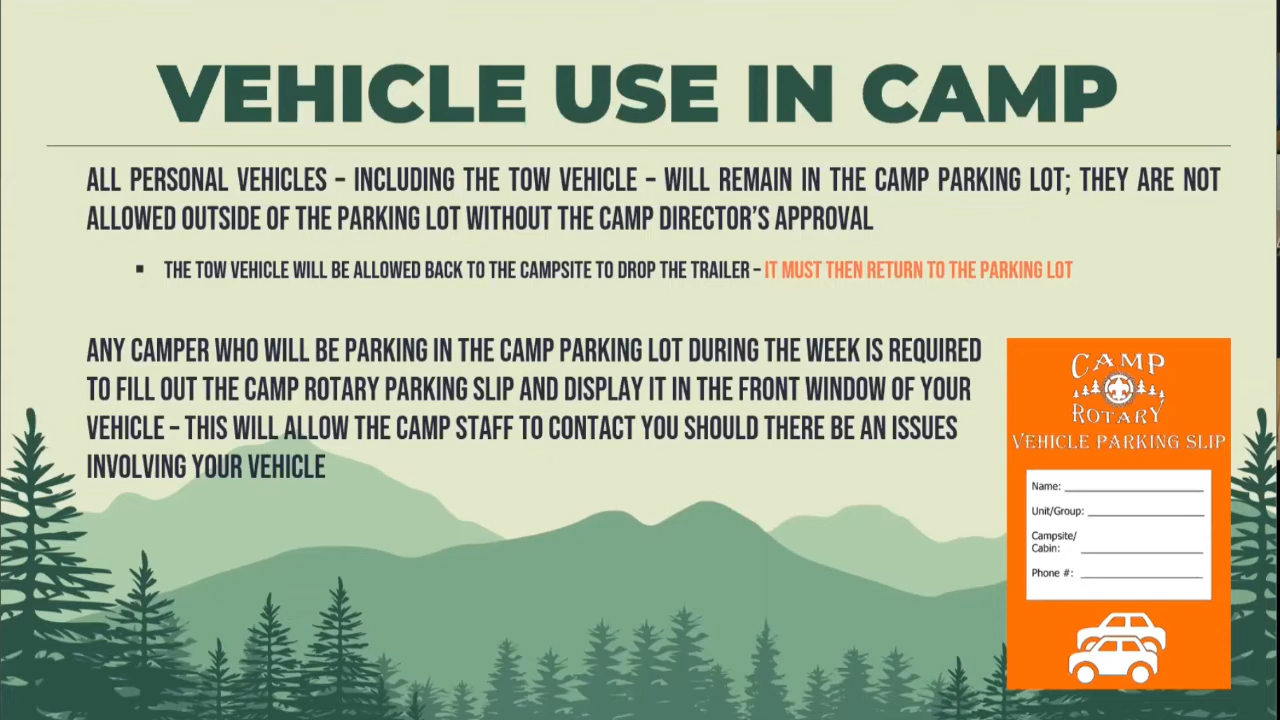 VEHICLE USE IN CAMP
ALL PERSONAL VEHICLES – INCLUDING THE TOW VEHICLE – WILL REMAIN IN THE CAMP PARKING LOT; THEY ARE NOT
ALLOWED OUTSIDE OF THE PARKING LOT WITHOUT THE CAMP DIRECTOR'S APPROVAL
▪ THE TOW VEHICLE WILL BE ALLOWED BACK TO THE CAMPSITE TO DROP THE TRAILER – IT MUST THEN RETURN TO THE PARKING LOT
ANY CAMPER WHO WILL BE PARKING IN THE CAMP PARKING LOT DURING THE WEEK IS REQUIRED
TO FILL OUT THE CAMP ROTARY PARKING SLIP AND DISPLAY IT IN THE FRONT WINDOW OF YOUR
VEHICLE – THIS WILL ALLOW THE CAMP STAFF TO CONTACT YOU SHOULD THERE BE AN ISSUES
INVOLVING YOUR VEHICLE
CAMP
ROTARY
VEHICLE PARKING SLIP
Name:
Unit/Group:
Campsite/
Cabin:
Phone #: